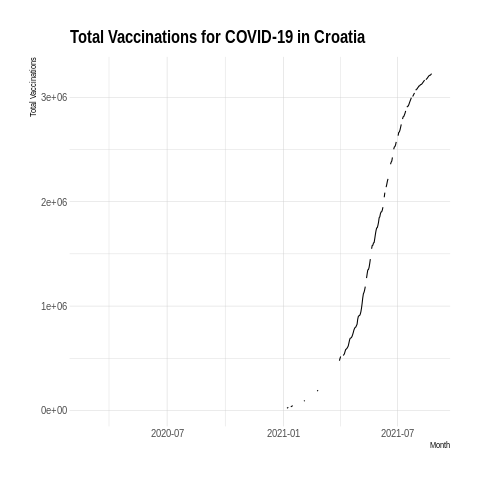 Total Vaccinations for COVID-19 in Croatia
Total Vaccinations
3e+06
2e+06
1e+06
0e+00
2020-07
2021-01
2021-07
Month